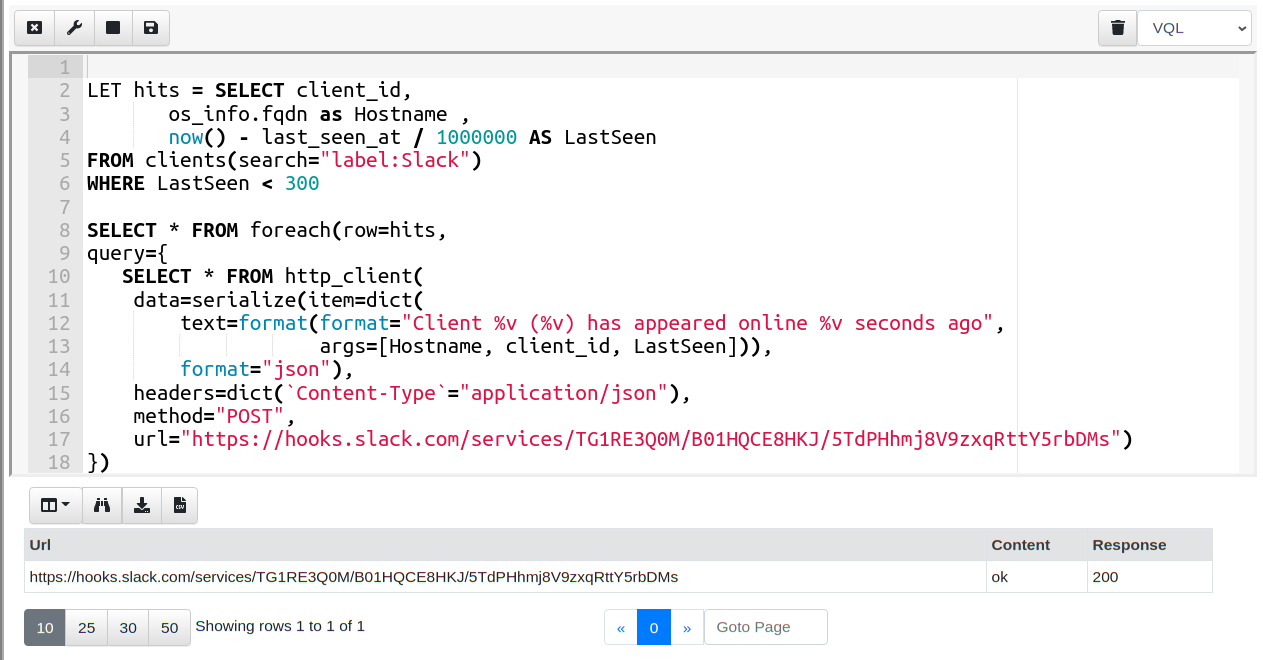 VQL
1
2 LET hits = SELECT client_id,
3 os_info.fqdn as Hostname ,
4 now() - last_seen_at / 1000000 AS LastSeen
5 FROM clients(search="label:Slack")
6 WHERE LastSeen < 300
7
8 SELECT * FROM foreach(row=hits,
9 query={
10 SELECT * FROM http_client(
11 data=serialize(item=dict(
12 text=format(format="Client %v (%v) has appeared online %v seconds ago",
13 args=[Hostname, client_id, LastSeen])),
14 format="json"),
15 headers=dict(`Content-Type`="application/json"),
16 method="POST",
17 url="https://hooks.slack.com/services/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")
18 })
Url Content Response
https://hooks.slack.com/services/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 ok 200
10 25 30 50 Showing rows 1 to 1 of 1 « 0 » Goto Page